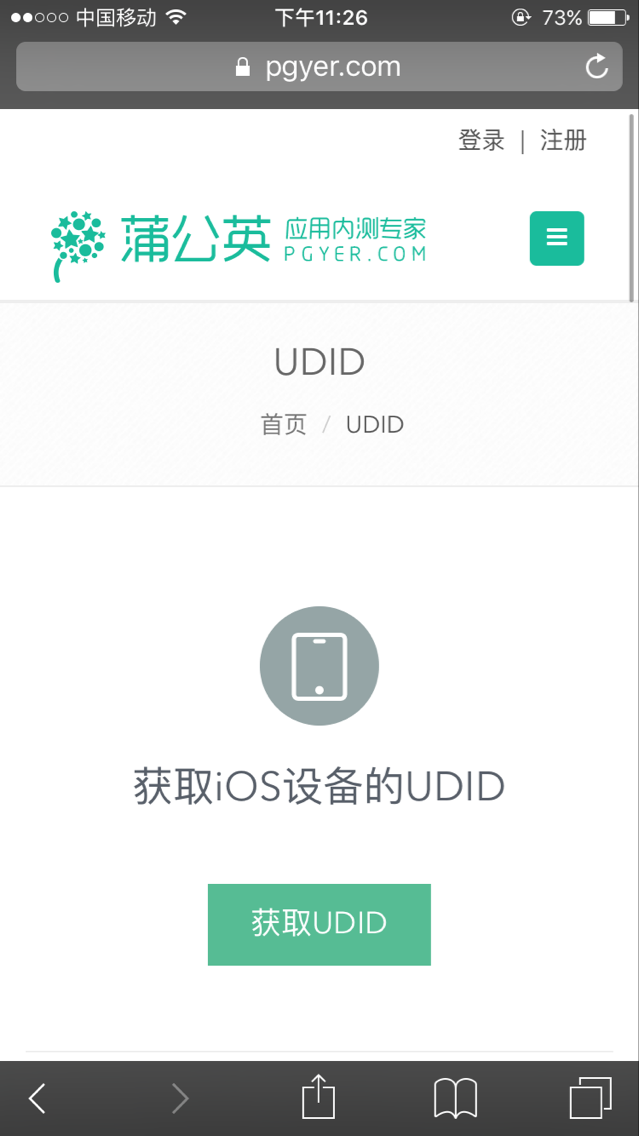 中国移动 下午11:26 73%
pgyer.com
登录 | 注册
蒲公英 应用内测专家
PGYER.COM
UDID
首页 / UDID
获取iOS设备的UDID
获取UDID